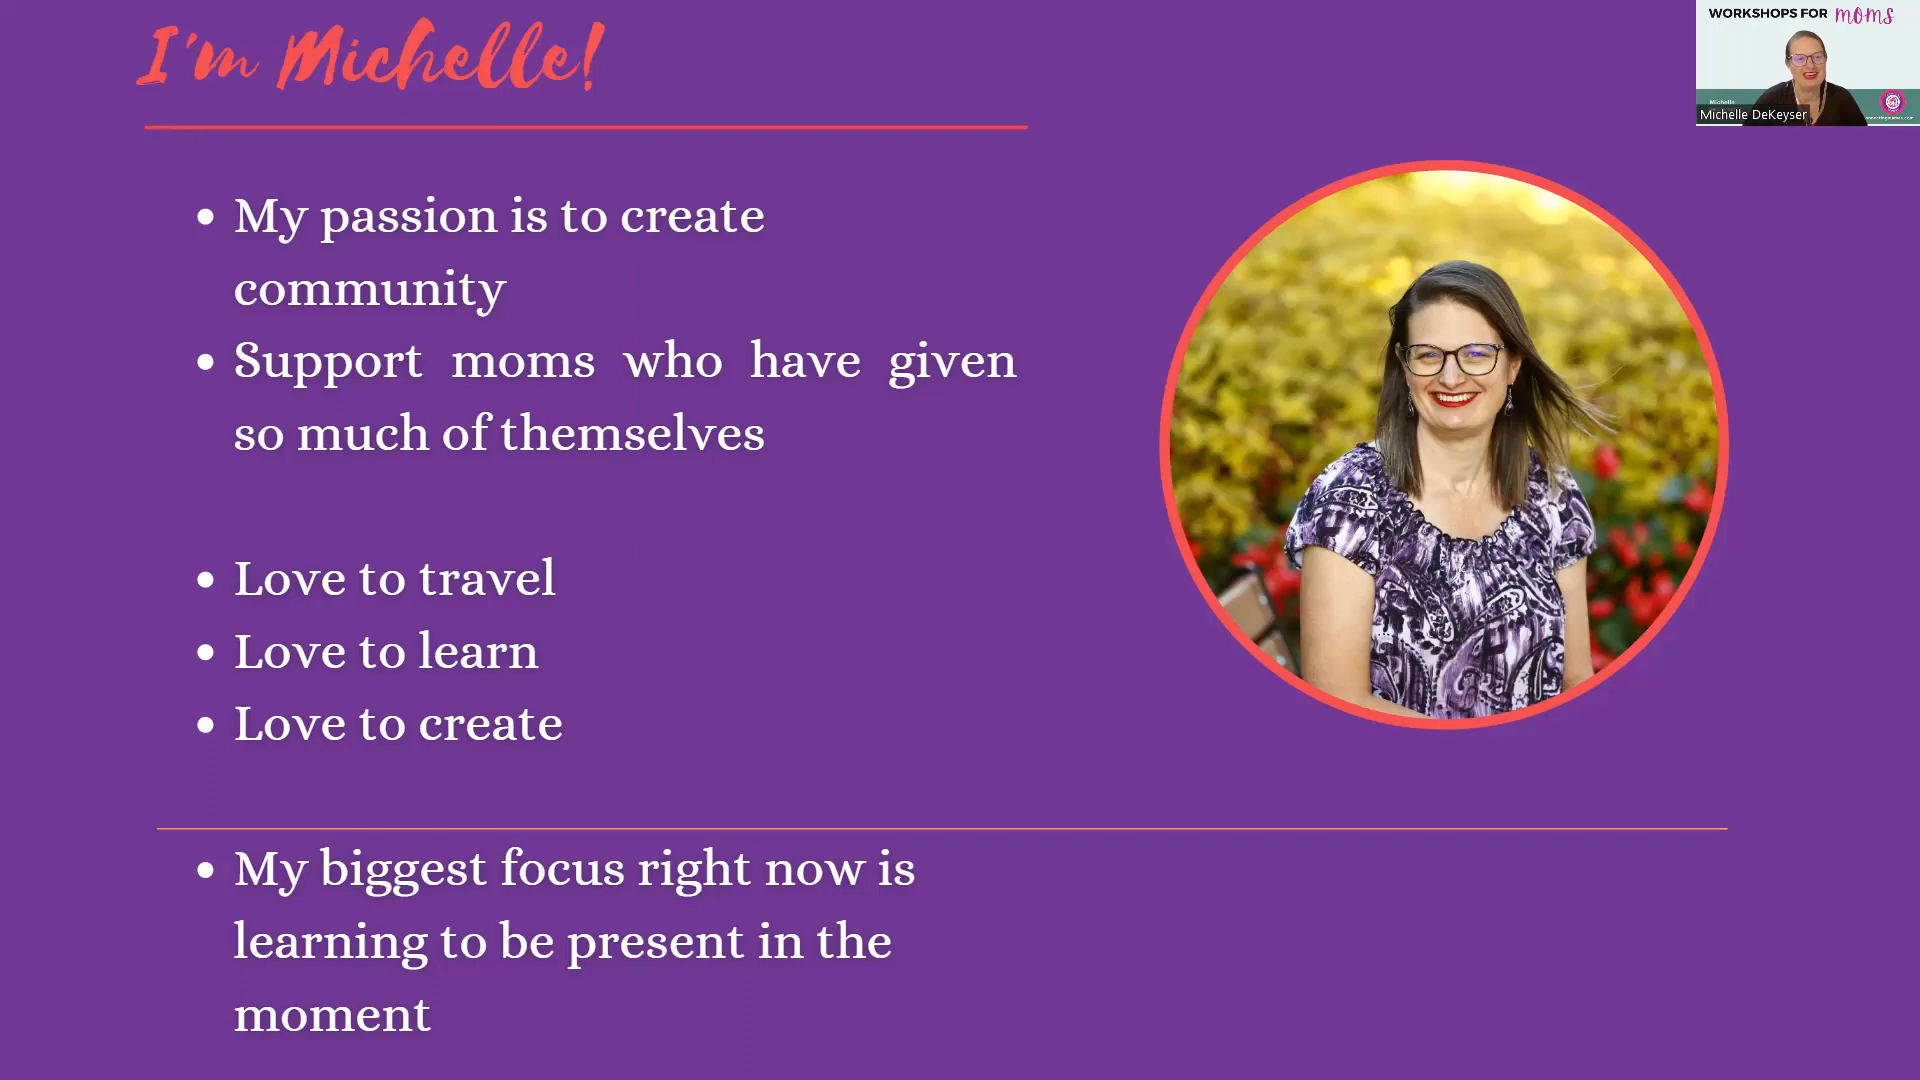 I'm Michelle!
WORKSHOPS FOR moms
Michelle
Michelle DeKeyser
• My passion is to create
community
• Support moms who have given
so much of themselves
• Love to travel
• Love to learn
• Love to create
• My biggest focus right now is
learning to be present in the
moment